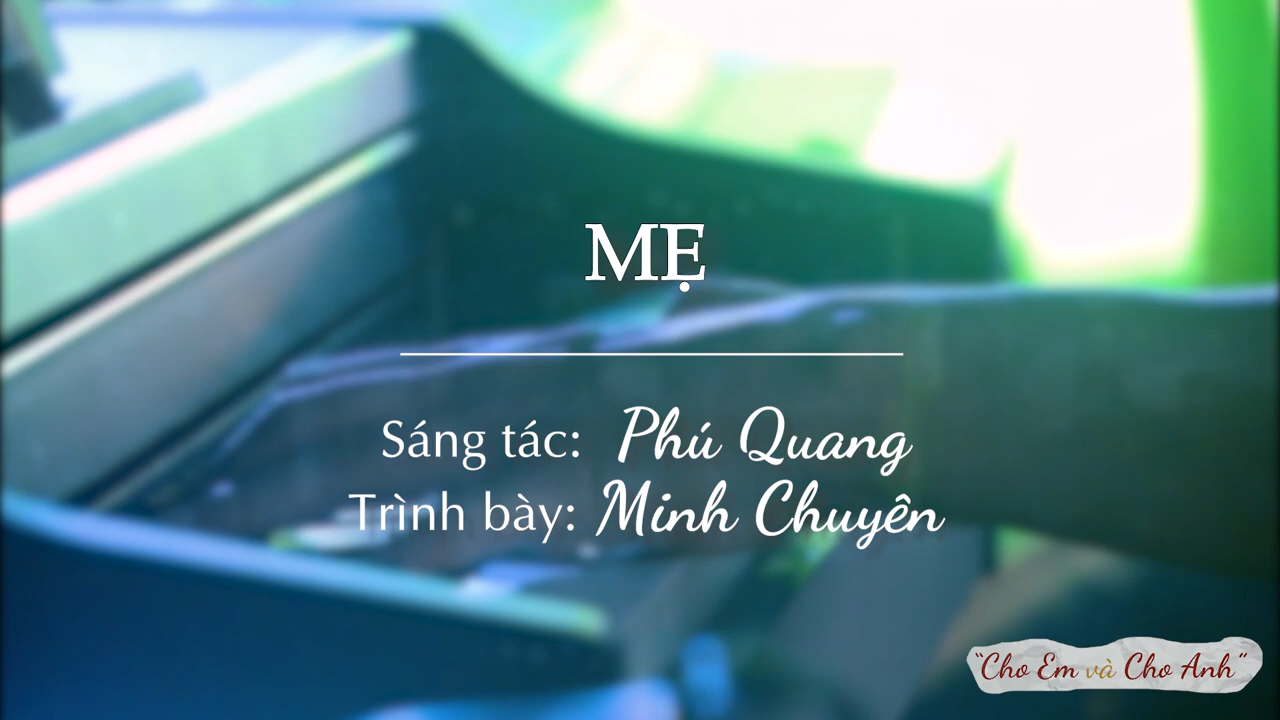 MẸ
Sáng tác: Phú Quang
Trình bày: Minh Chuyên
"Cho Em và Cho Anh"